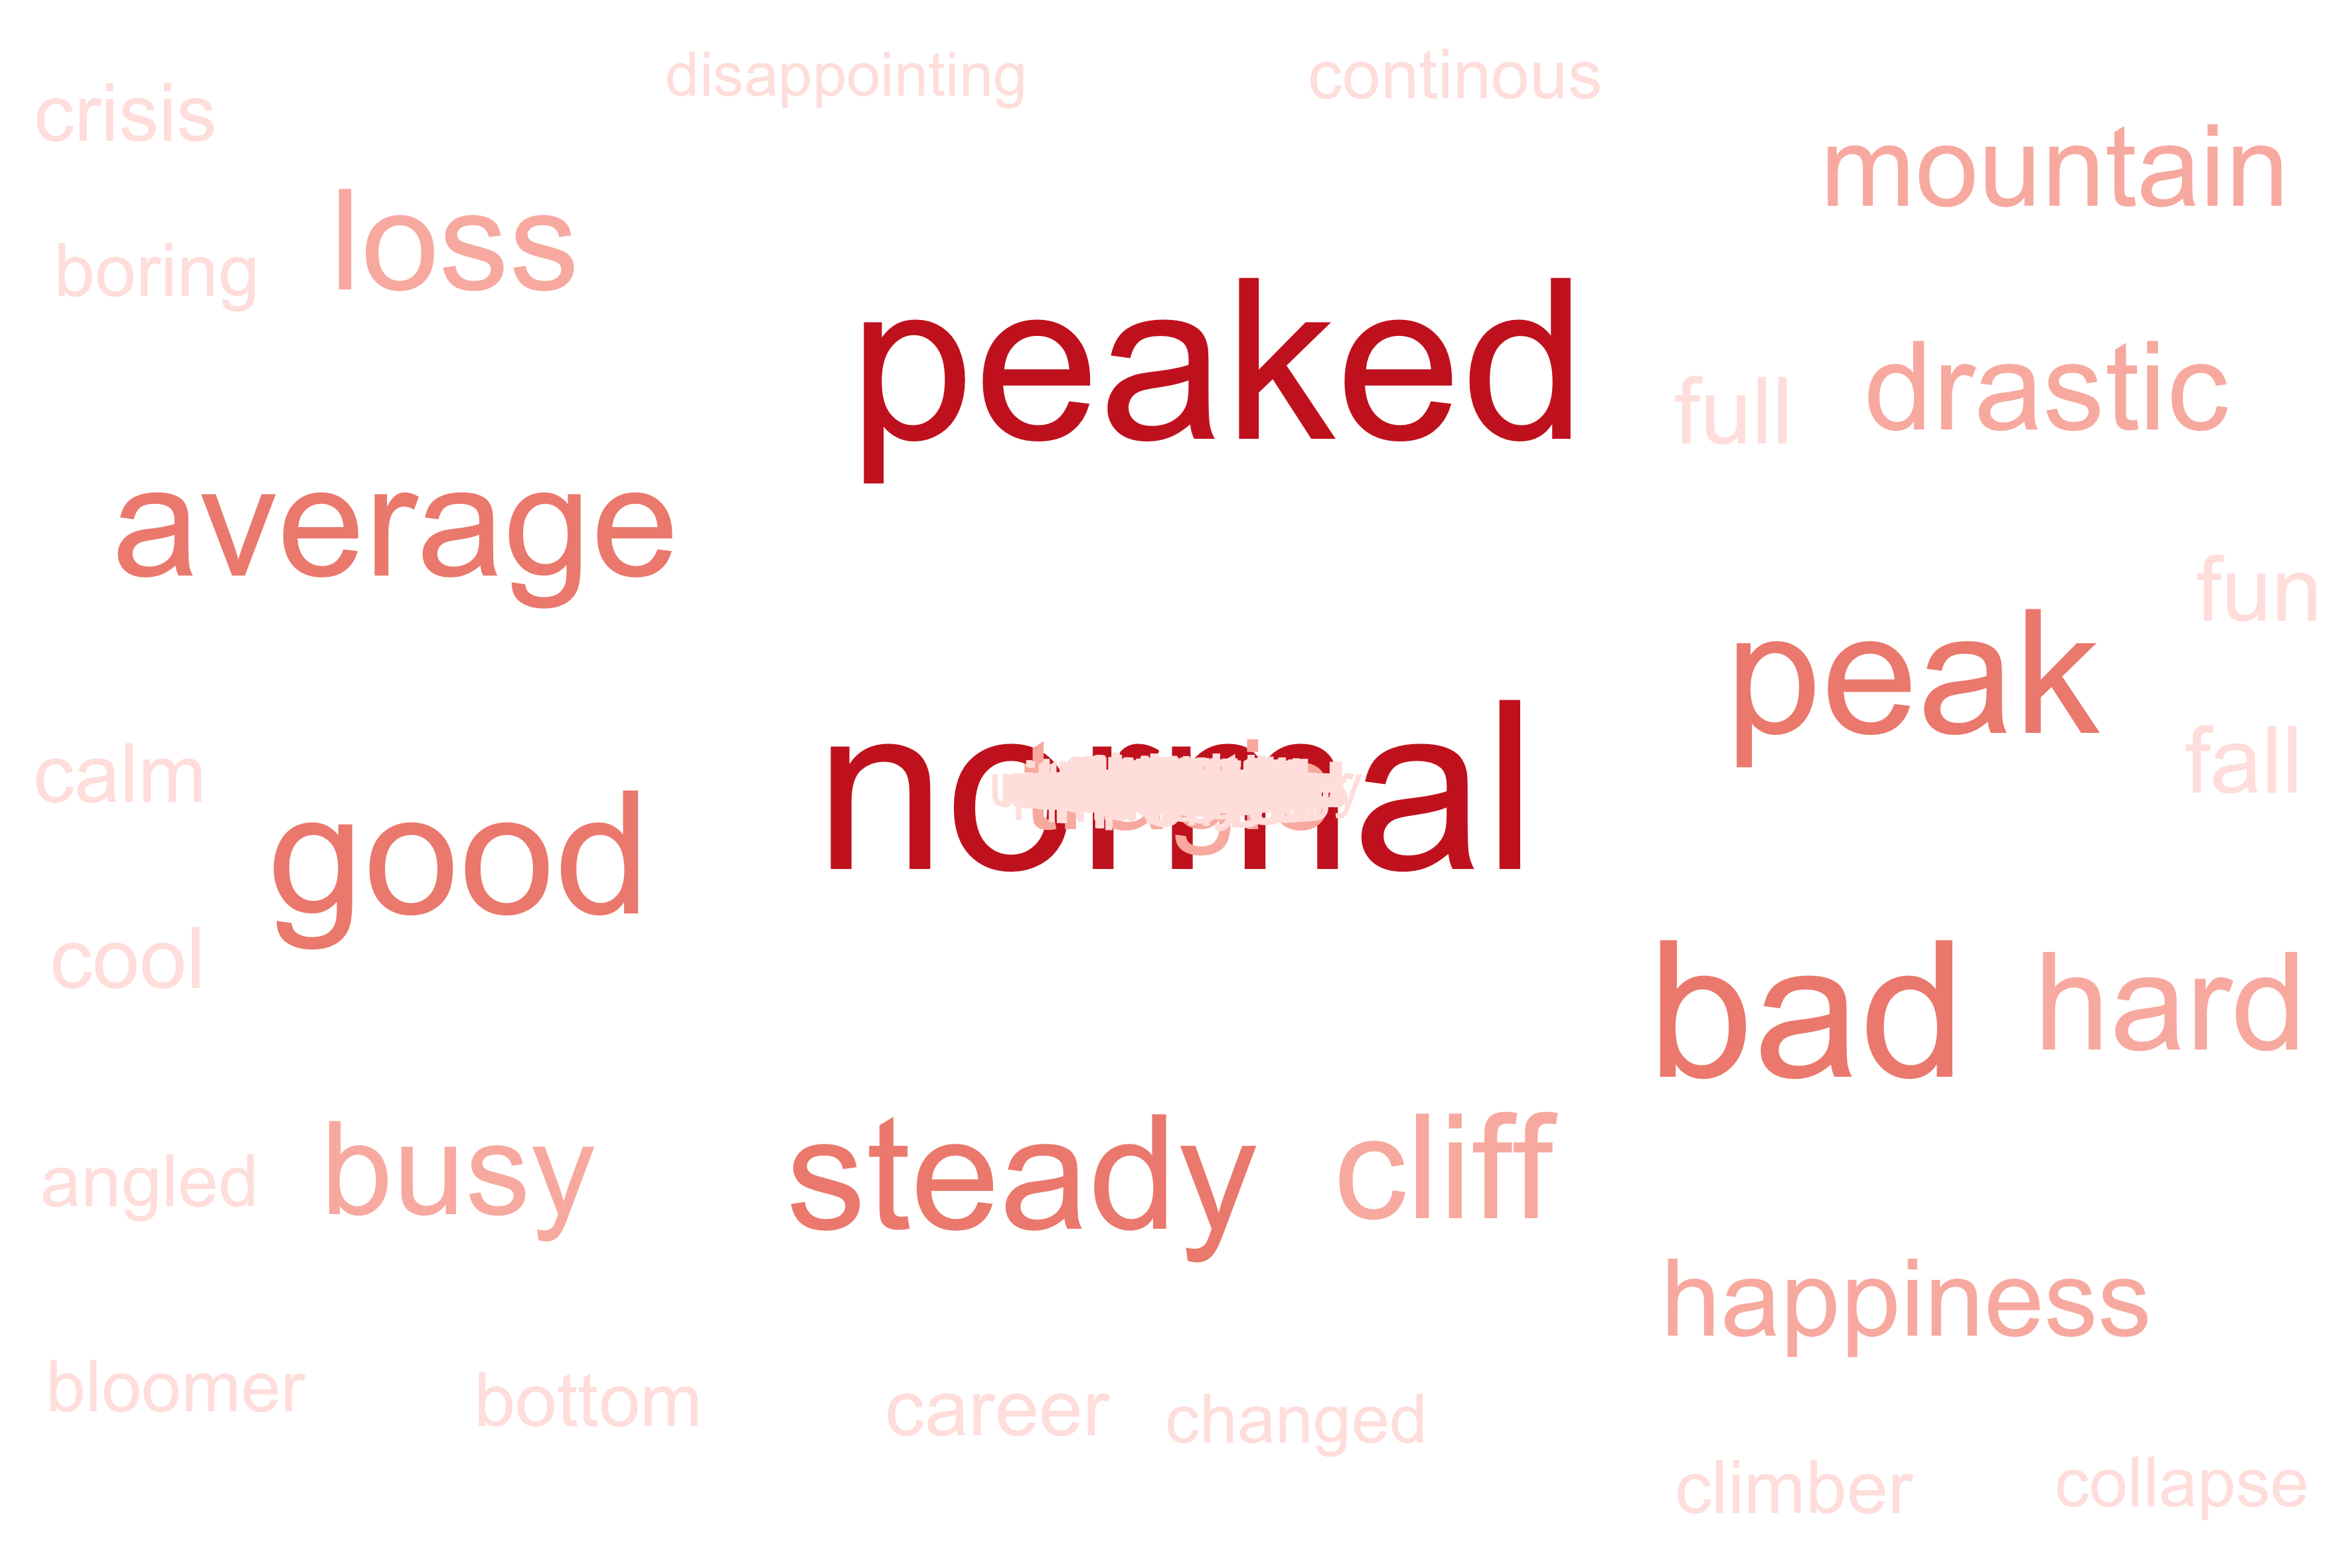 disappointing
continous
crisis
mountain
loss
boring
peaked
drastic
full
average
fun
peak
normal
calm
fall
good
cool
bad
hard
busy
steady
cliff
angled
happiness
bloomer
bottom
career
changed
climber
collapse